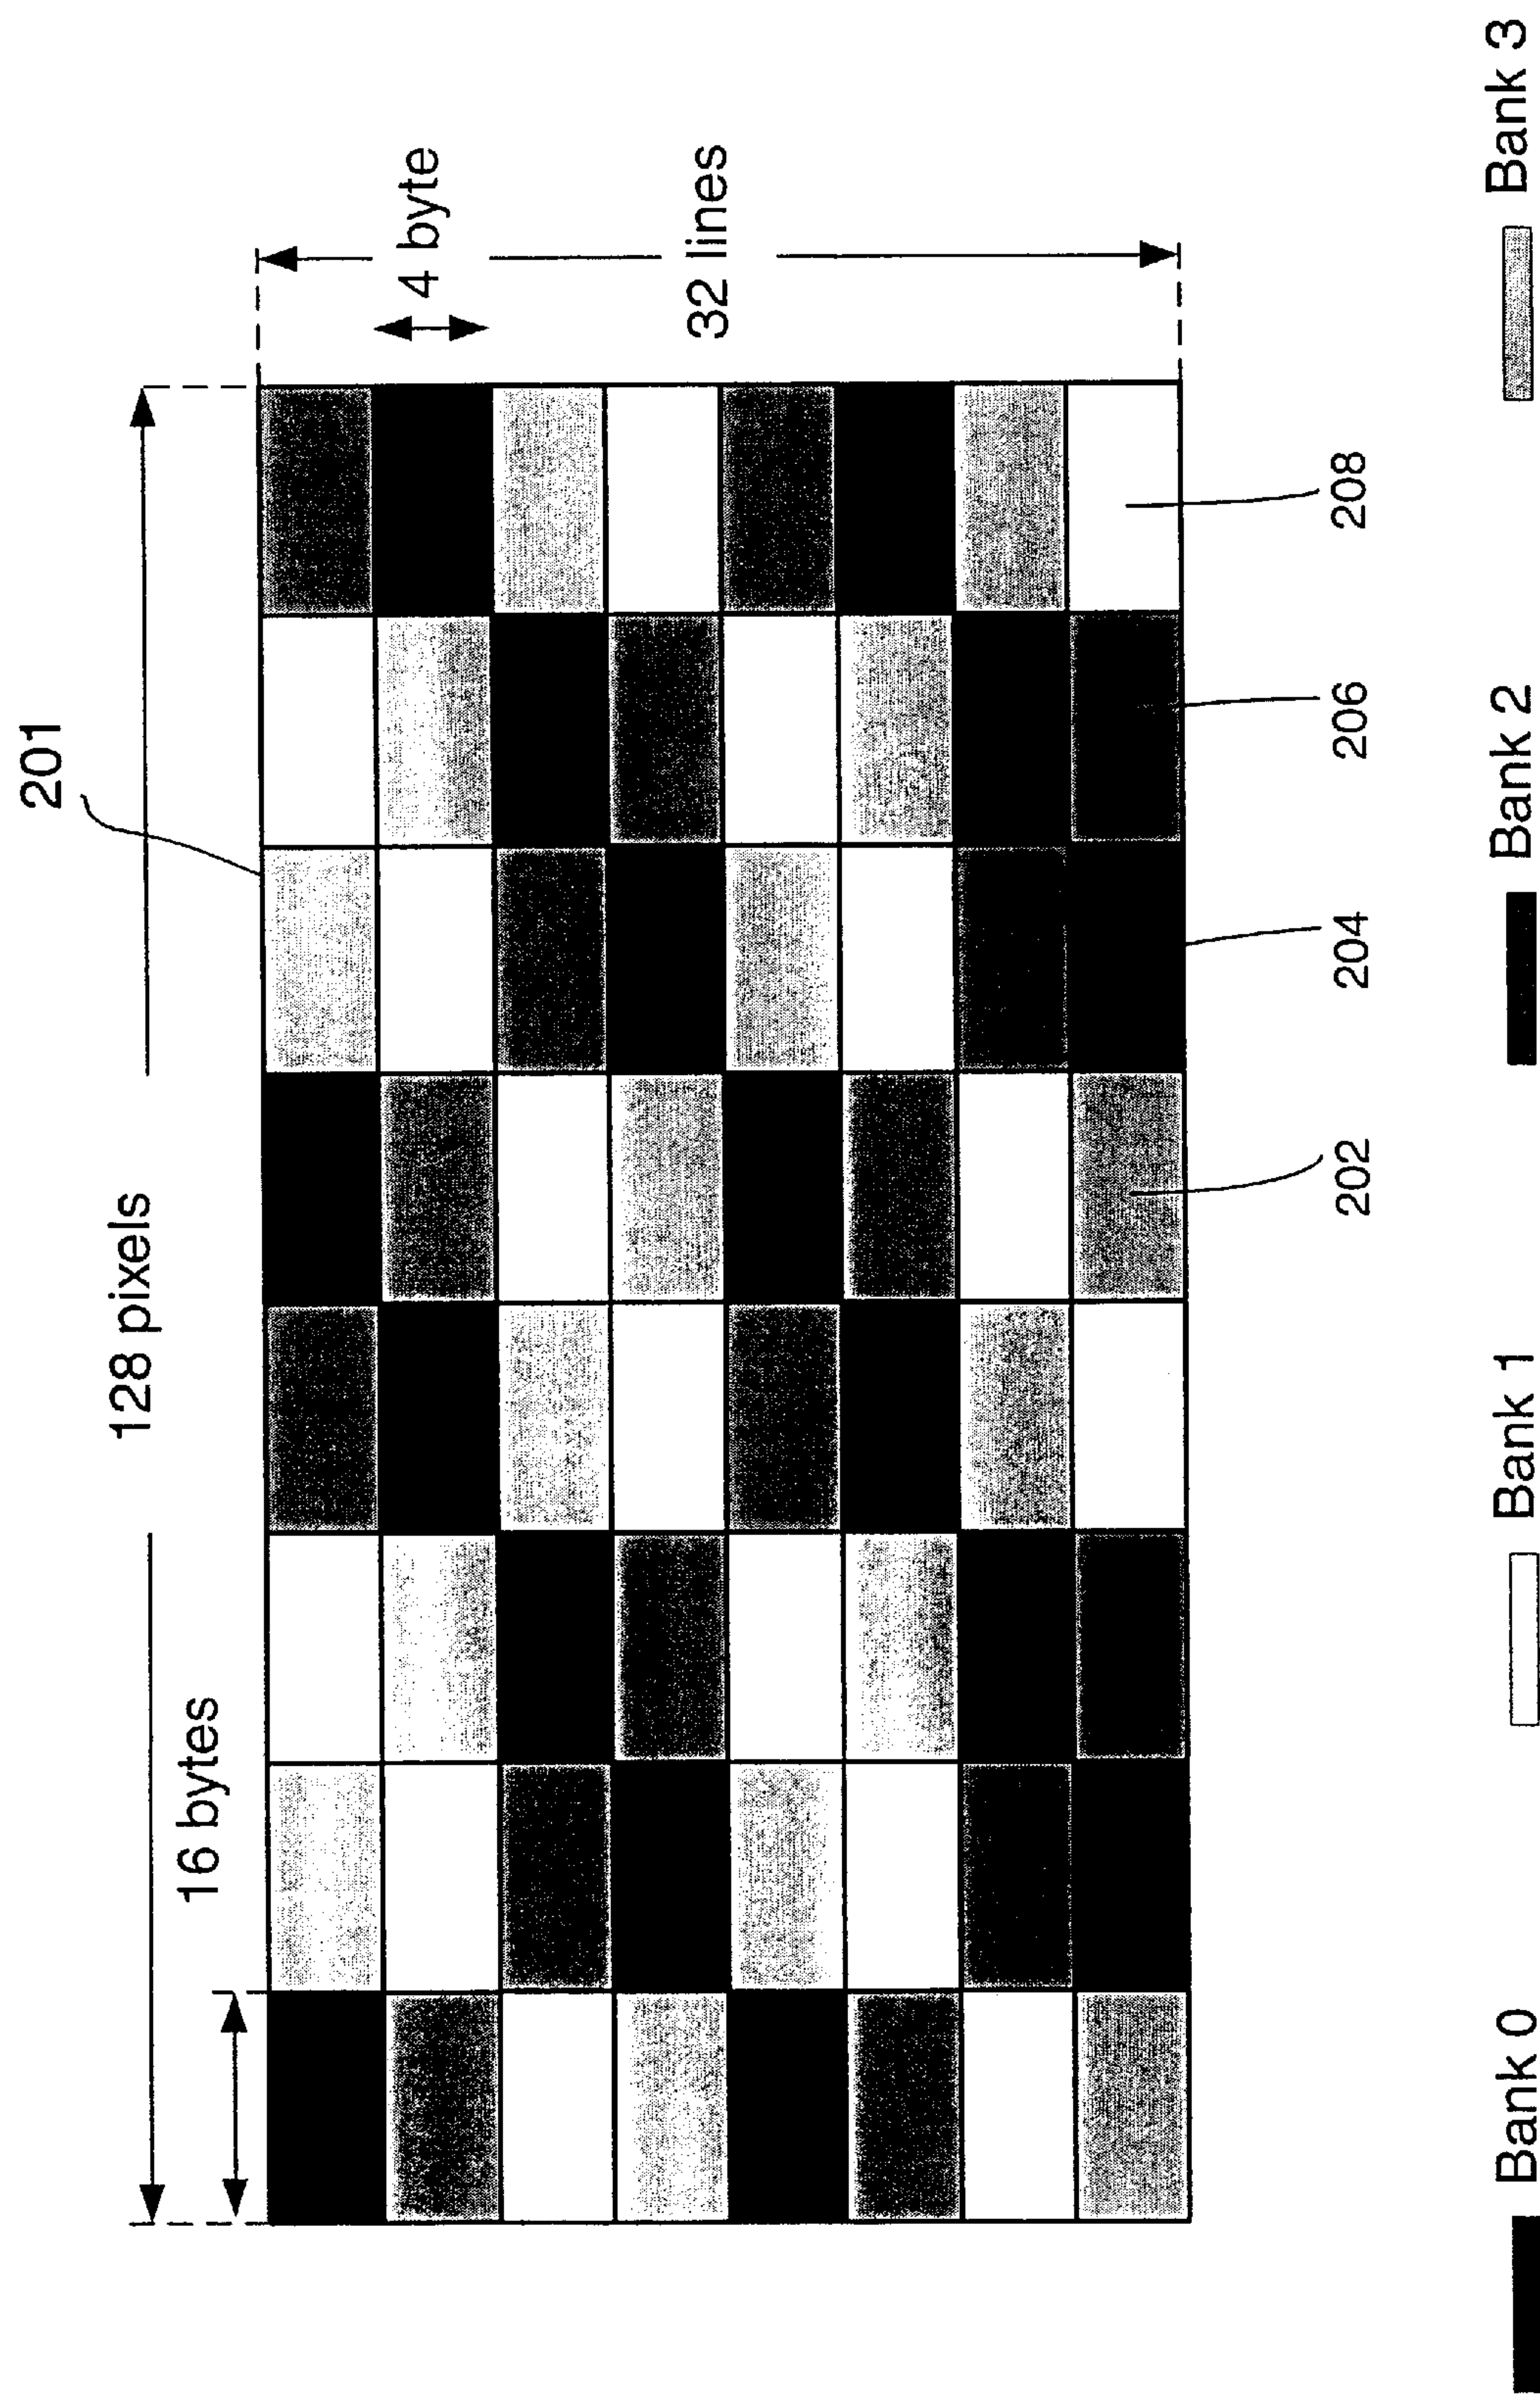 201
128 pixels
16 bytes
4 byte
32 lines
202
204
206
208
Bank 0
Bank 1
Bank 2
Bank 3